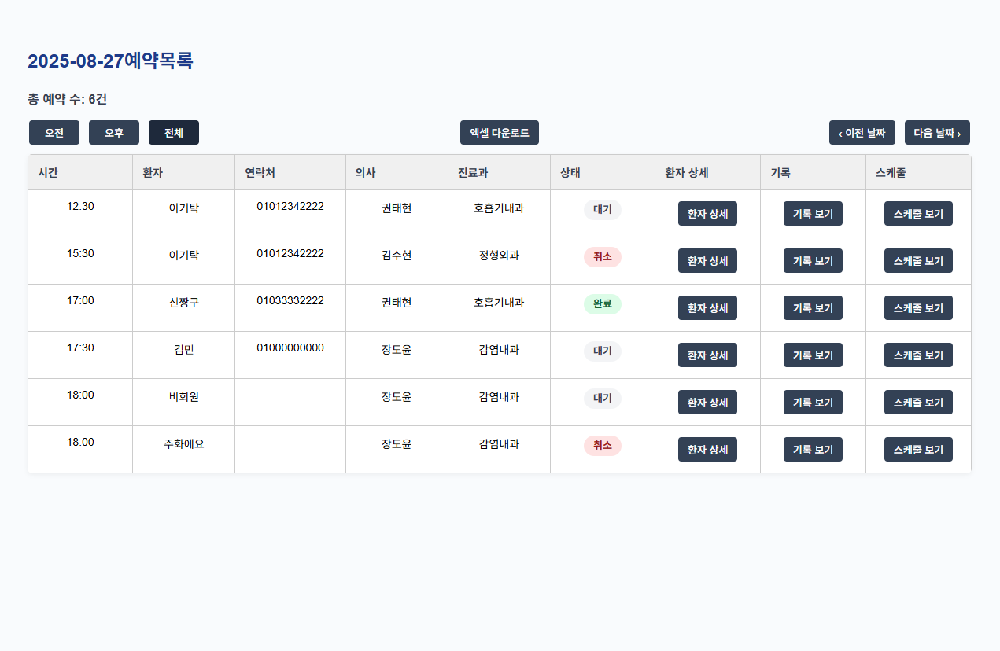 2025-08-27예약목록
총 예약 수: 6건
오전 오후 전체 엑셀 다운로드 ‹ 이전 날짜 다음 날짜 ›
시간 환자 연락처 의사 진료과 상태 환자 상세 기록 스케줄
12:30 이기탁 01012342222 권태현 호흡기내과 대기 환자 상세 기록 보기 스케줄 보기
15:30 이기탁 01012342222 김수현 정형외과 취소 환자 상세 기록 보기 스케줄 보기
17:00 신짱구 01033332222 권태현 호흡기내과 완료 환자 상세 기록 보기 스케줄 보기
17:30 김민 01000000000 장도윤 감염내과 대기 환자 상세 기록 보기 스케줄 보기
18:00 비회원 장도윤 감염내과 대기 환자 상세 기록 보기 스케줄 보기
18:00 주화에요 장도윤 감염내과 취소 환자 상세 기록 보기 스케줄 보기